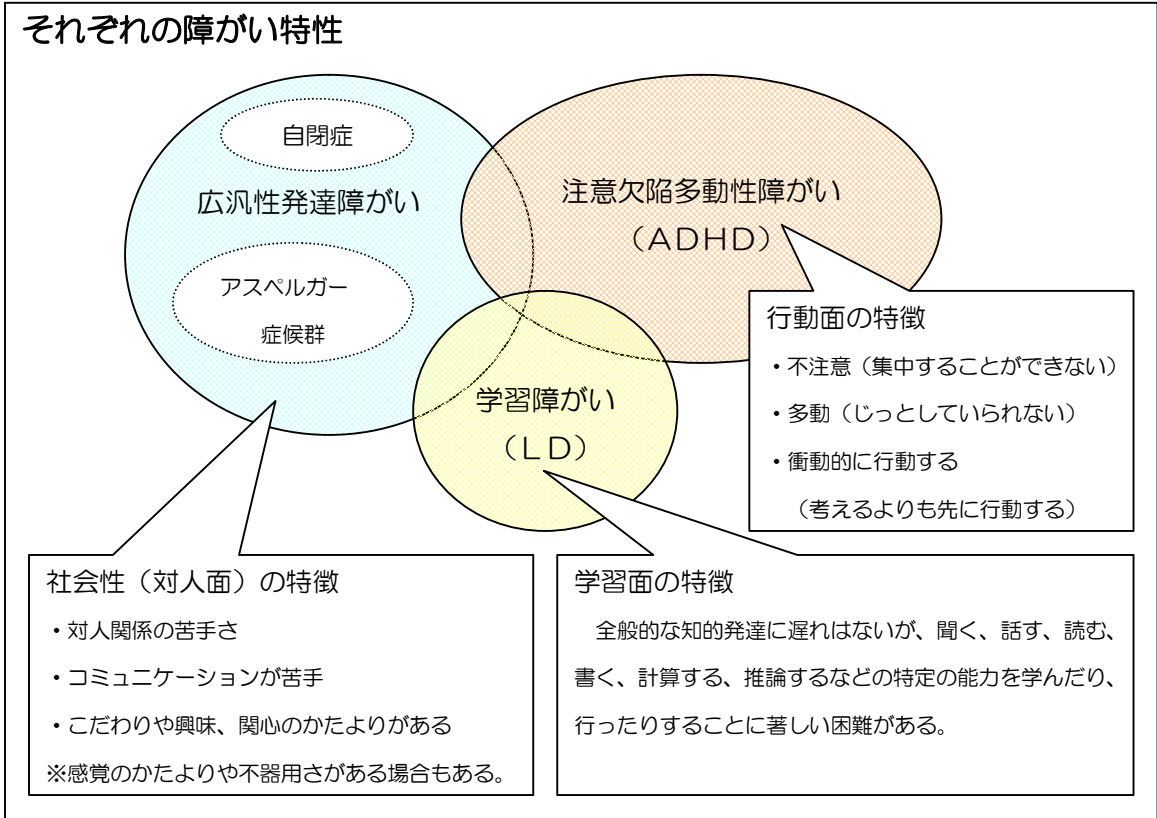 それぞれの障がい特性
自閉症
広汎性発達障がい
アスペルガー
症候群
注意欠陥多動性障がい
（ＡＤＨＤ）
学習障がい
（ＬＤ）
行動面の特徴
・不注意（集中することができない）
・多動（じっとしていられない）
・衝動的に行動する
（考えるよりも先に行動する）
社会性（対人面）の特徴
・対人関係の苦手さ
・コミュニケーションが苦手
・こだわりや興味、関心のかたよりがある
※感覚のかたよりや不器用さがある場合もある。
学習面の特徴
全般的な知的発達に遅れはないが、聞く、話す、読む、
書く、計算する、推論するなどの特定の能力を学んだり、
行ったりすることに著しい困難がある。